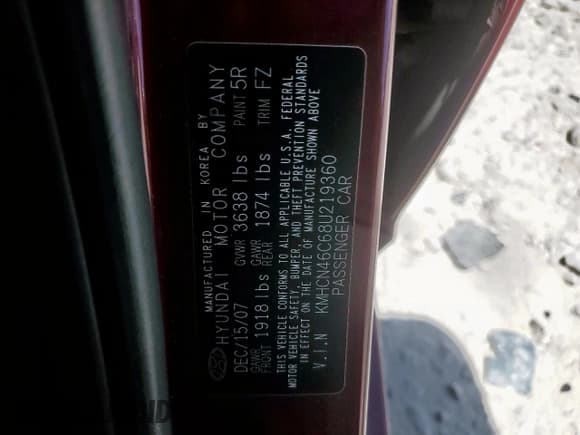 MANUFACTURED IN KOREA BY
HYUNDAI MOTOR COMPANY
DEC/15/07 GVWR 3638 lbs PAINT 5R
GAWR FRONT 1918lbs GAWR REAR 1874 lbs TRIM FZ
THIS VEHICLE CONFORMS TO ALL APPLICABLE U.S.A. FEDERAL
MOTOR VEHICLE SAFETY, BUMPER, AND THEFT PREVENTION STANDARDS
IN EFFECT ON THE DATE OF MANUFACTURE SHOWN ABOVE
V.I.N KMHCN46C68U219360
PASSENGER CAR